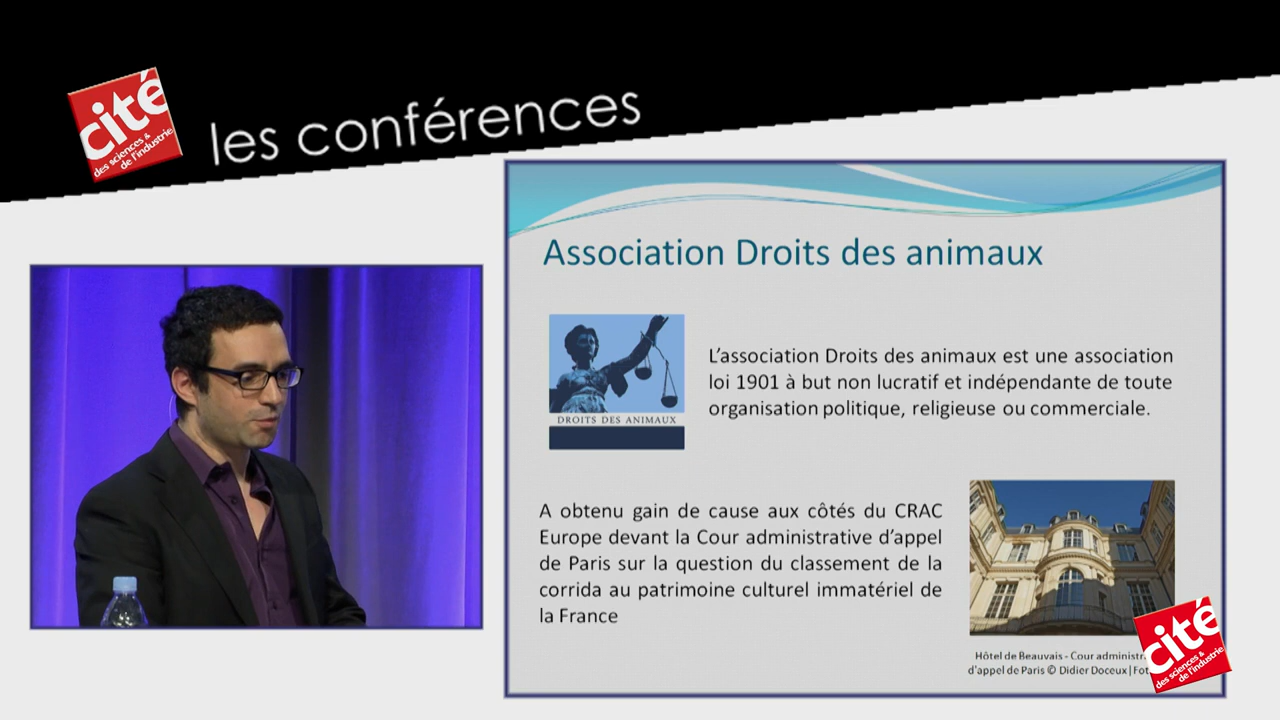 cité
des sciences &
de l'industrie
les conférences
Association Droits des animaux
DROITS DES ANIMAUX
L'association Droits des animaux est une association
loi 1901 à but non lucratif et indépendante de toute
organisation politique, religieuse ou commerciale.
A obtenu gain de cause aux côtés du CRAC
Europe devant la Cour administrative d'appel
de Paris sur la question du classement de la
corrida au patrimoine culturel immatériel de
la France
Hôtel de Beauvais - Cour
d'appel de Paris © Didier Doceux |
cité
des sciences &
de l'industrie